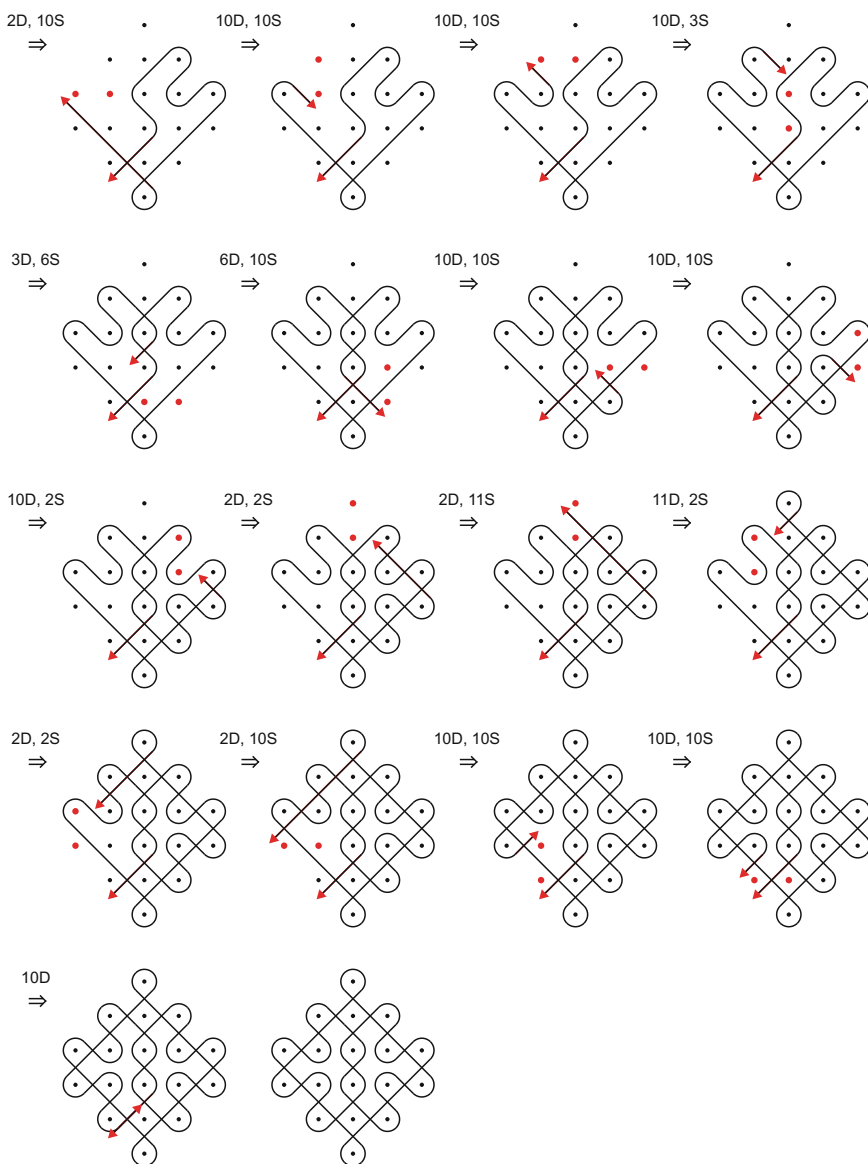 2D, 10S 10D, 10S 10D, 10S 10D, 3S
⇒ ⇒ ⇒ ⇒
3D, 6S 6D, 10S 10D, 10S 10D, 10S
⇒ ⇒ ⇒ ⇒
10D, 2S 2D, 2S 2D, 11S 11D, 2S
⇒ ⇒ ⇒ ⇒
2D, 2S 2D, 10S 10D, 10S 10D, 10S
⇒ ⇒ ⇒ ⇒
10D
⇒